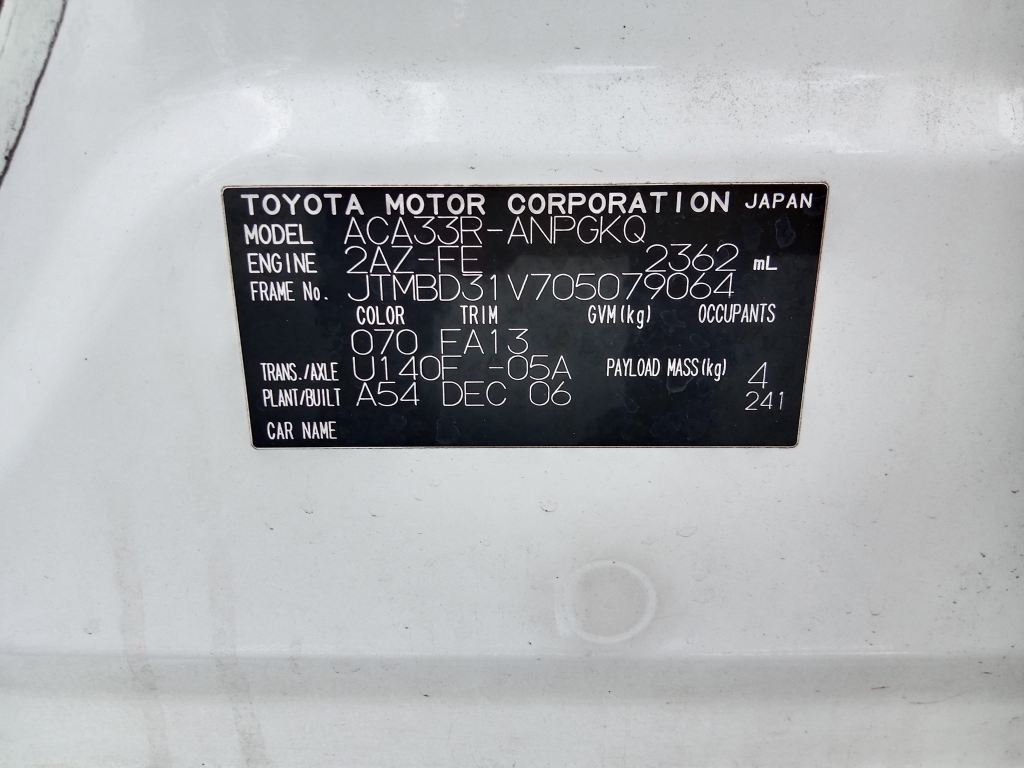 TOYOTA MOTOR CORPORATION JAPAN
MODEL ACA33R-ANPGKQ
ENGINE 2AZ-FE 2362 mL
FRAME No. JTMBD31V705079064
COLOR TRIM GVM(kg) OCCUPANTS
070 FA13
TRANS./AXLE U140F -05A PAYLOAD MASS(kg) 4
PLANT/BUILT A54 DEC 06 241
CAR NAME